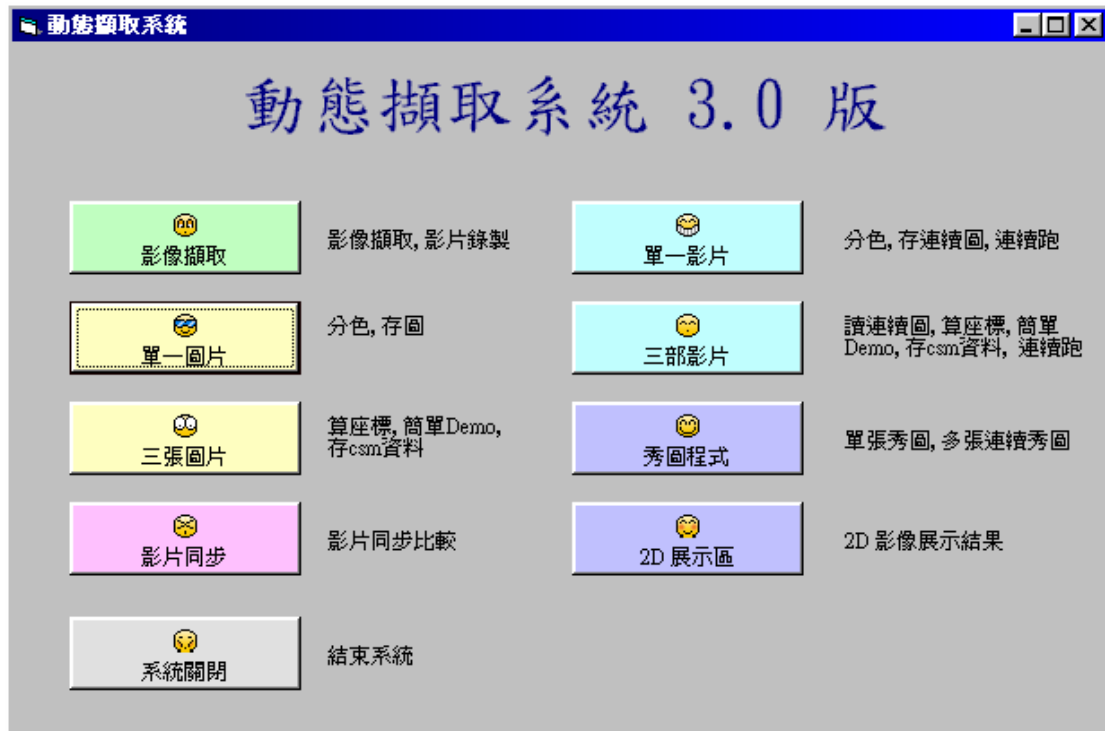 動態擷取系統
動態擷取系統 3.0 版
影像擷取
影像擷取, 影片錄製
單一影片
分色, 存連續圖, 連續跑
單一圖片
分色, 存圖
三部影片
讀連續圖, 算座標, 簡單
Demo, 存csm資料, 連續跑
三張圖片
算座標, 簡單Demo,
存csm資料
秀圖程式
單張秀圖, 多張連續秀圖
影片同步
影片同步比較
2D 展示區
2D 影像展示結果
系統關閉
結束系統